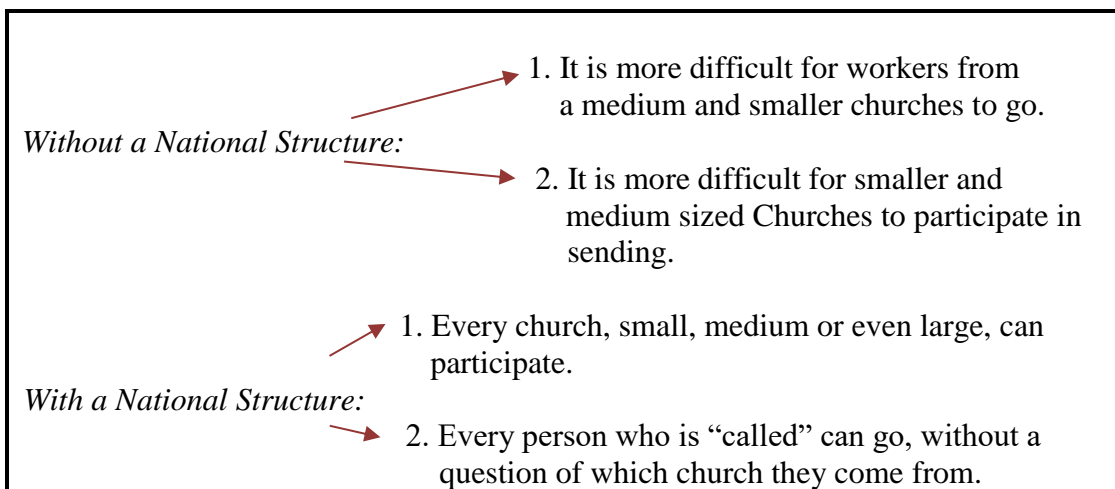 1. It is more difficult for workers from
a medium and smaller churches to go.
Without a National Structure:
2. It is more difficult for smaller and
medium sized Churches to participate in
sending.
1. Every church, small, medium or even large, can
participate.
With a National Structure:
2. Every person who is “called” can go, without a
question of which church they come from.